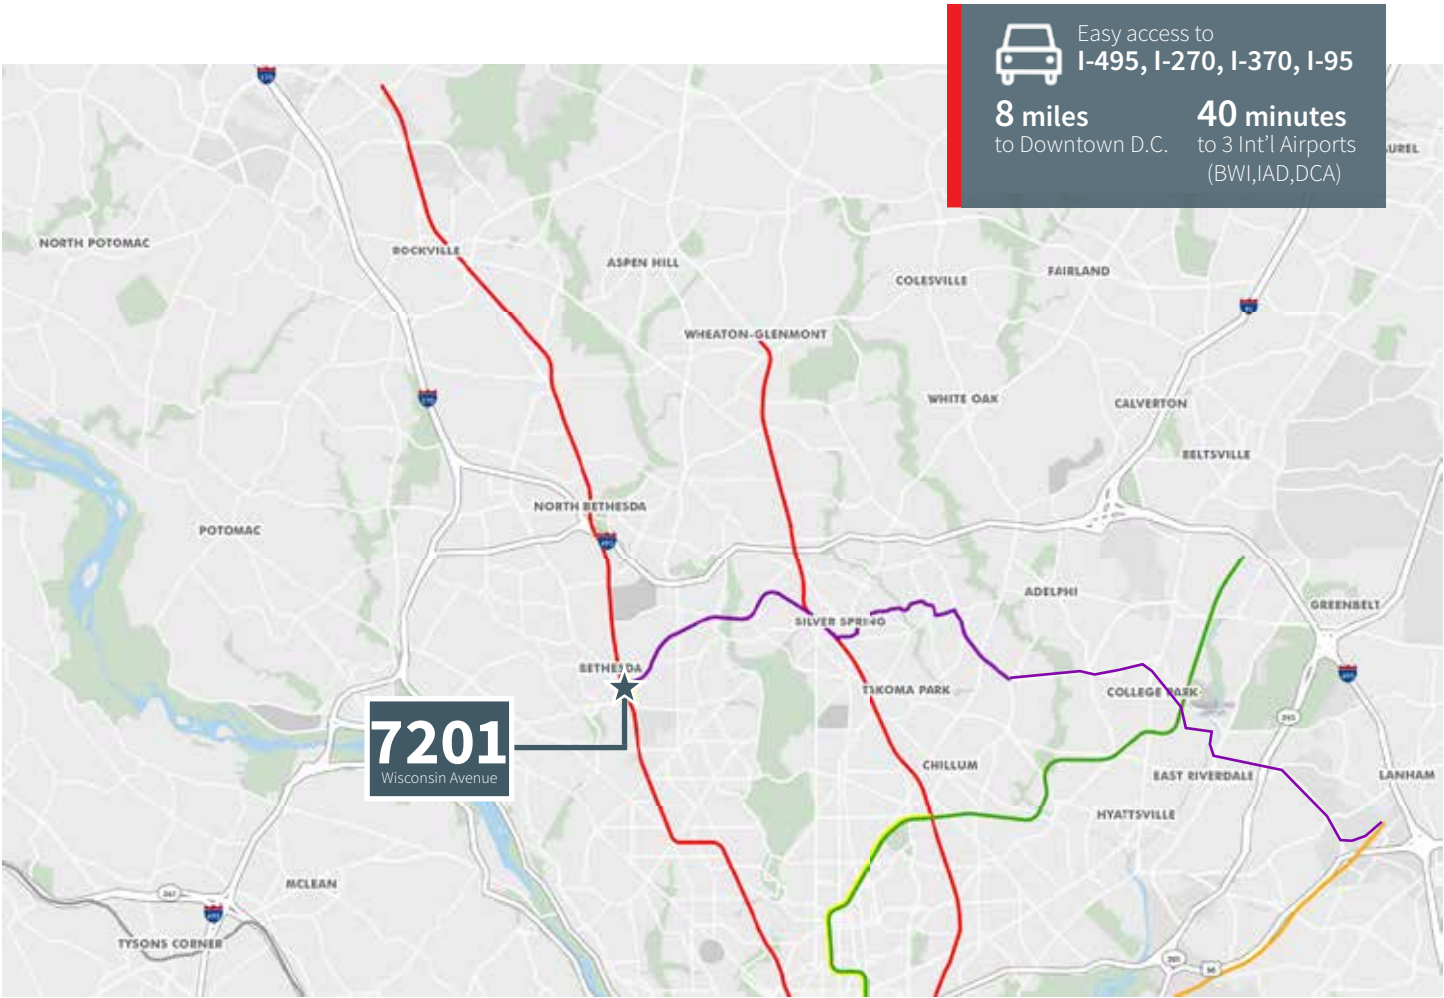 Easy access to
I-495, I-270, I-370, I-95
8 miles
to Downtown D.C.
40 minutes
to 3 Int'l Airports
(BWI,IAD,DCA)
UREL
NORTH POTOMAC
ROCKVILLE
ASPEN HILL
COLESVILLE
FAIRLAND
WHEATON-GLENMONT
WHITE OAK
CALVERTON
BELTSVILLE
NORTH BETHESDA
POTOMAC
ADELPHI
GREENBELT
SILVER SPRING
BETHESDA
TAKOMA PARK
COLLEGE PARK
7201
Wisconsin Avenue
CHILLUM
EAST RIVERDALE
LANHAM
HYATTSVILLE
MCLEAN
TYSONS CORNER